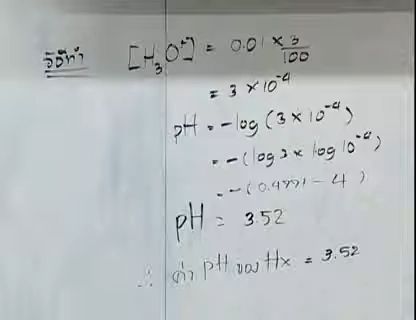 วิธีทำ [H₃O⁺] = 0.01 × 3/100
= 3 × 10⁻⁴
pH = -log (3 × 10⁻⁴)
= -(log 3 × log 10⁻⁴)
= -(0.4771 - 4)
pH = 3.52
∴ ค่า pH ของ Hx = 3.52